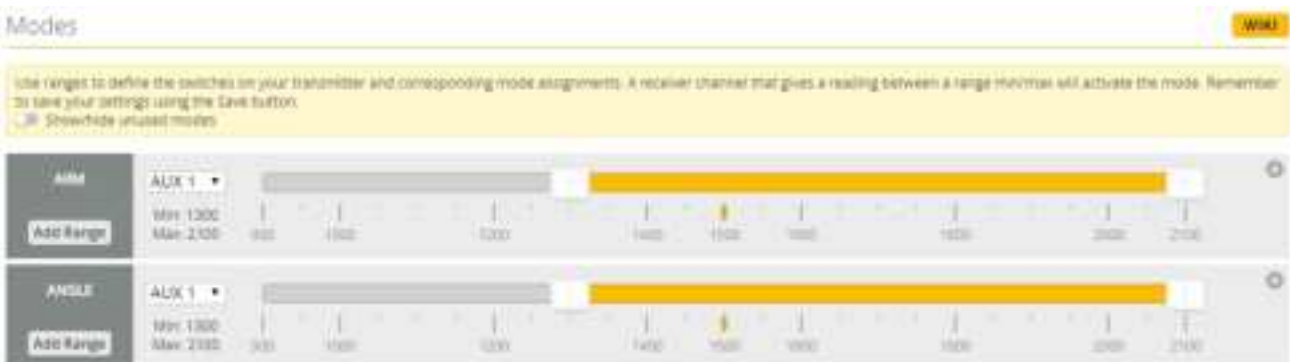 Modes
WIKI
Use ranges to define the switches on your transmitter and corresponding mode assignments. A receiver channel that gives a reading between a range min/max will activate the mode. Remember
to save your settings using the Save button.
Show/hide unused modes
ARM
AUX 1
Add Range
Min: 1300
Max: 2100
900 1000 1200 1400 1500 1600 1800 2000 2100
ANGLE
AUX 1
Add Range
Min: 1300
Max: 2100
900 1000 1200 1400 1500 1600 1800 2000 2100